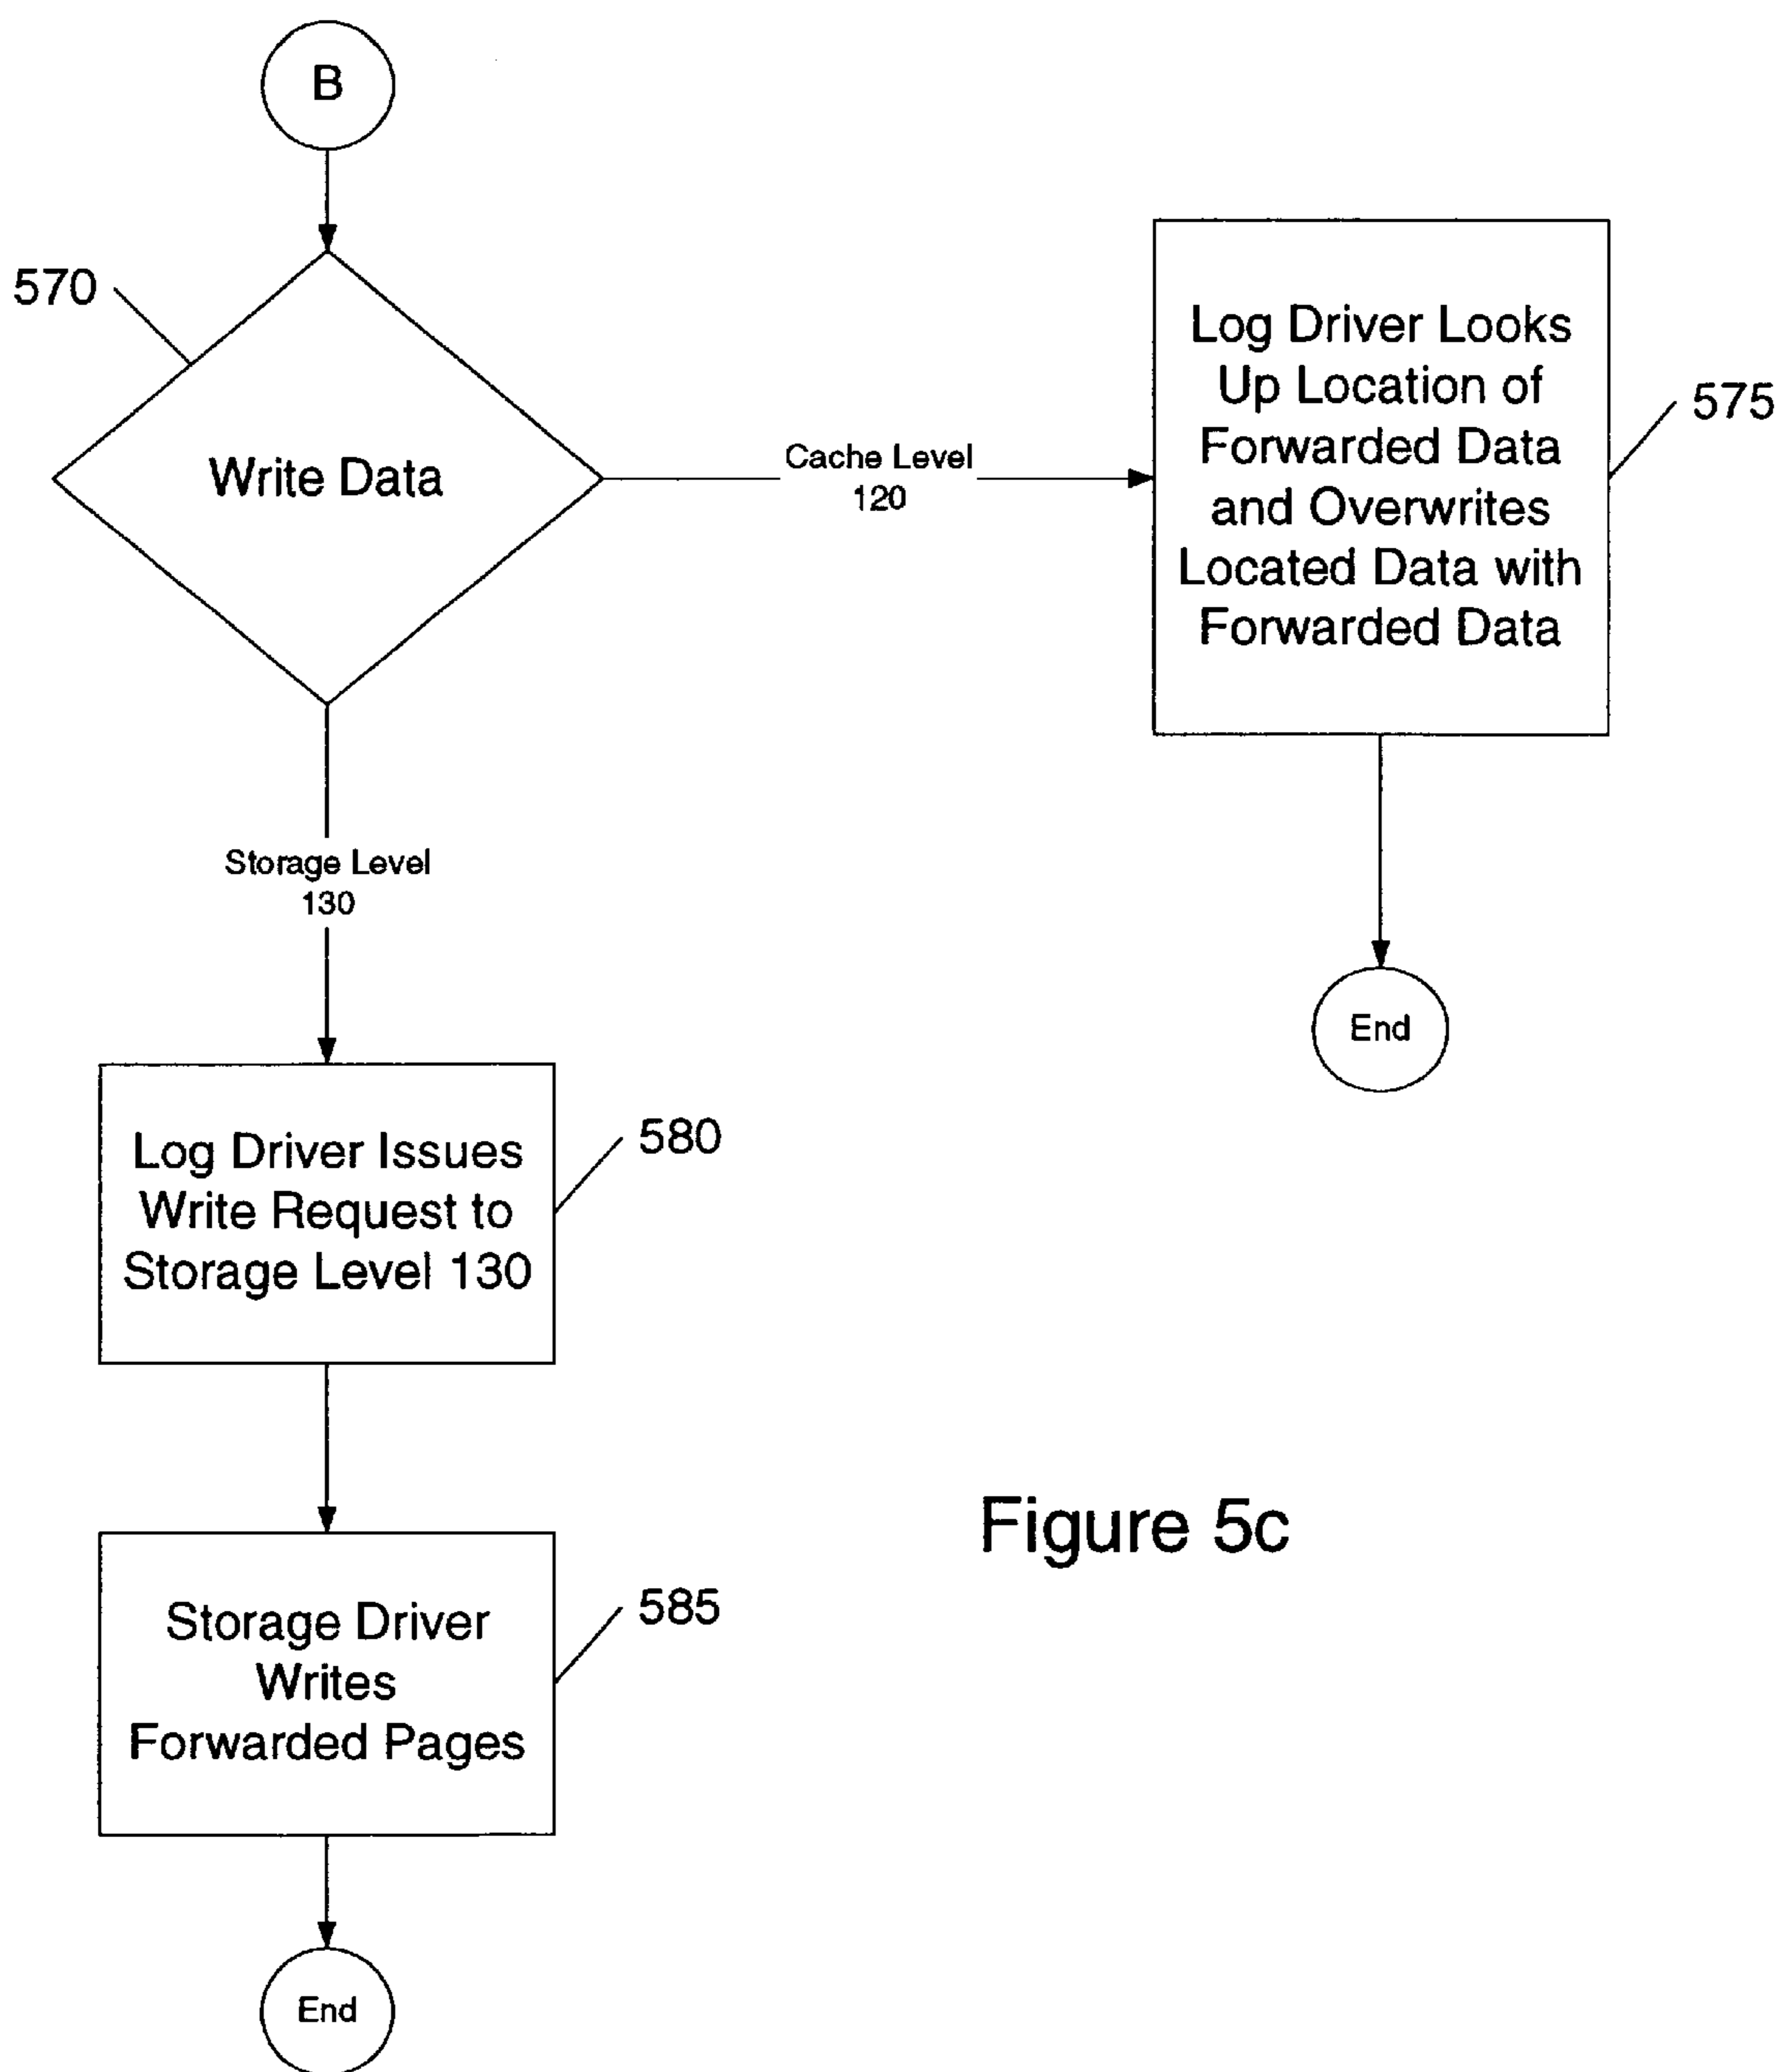 B
570
Write Data
Cache Level
120
Log Driver Looks
Up Location of
Forwarded Data
and Overwrites
Located Data with
Forwarded Data
575
End
Storage Level
130
Log Driver Issues
Write Request to
Storage Level 130
580
Storage Driver
Writes
Forwarded Pages
585
End
Figure 5c